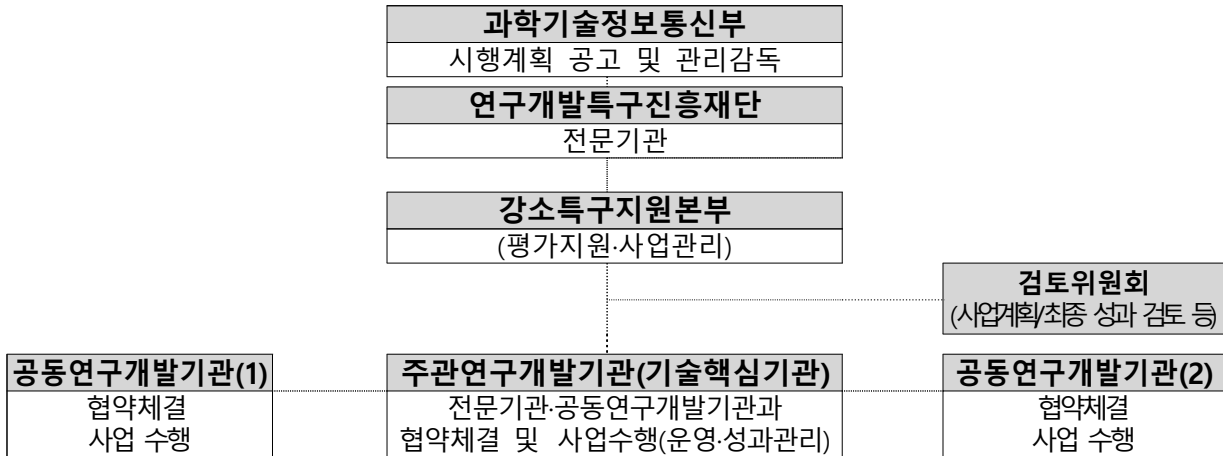 과학기술정보통신부
시행계획 공고 및 관리감독
연구개발특구진흥재단
전문기관
강소특구지원본부
(평가지원·사업관리)
검토위원회
(사업계획/최종 성과 검토 등)
공동연구개발기관(1)
협약체결
사업 수행
주관연구개발기관(기술핵심기관)
전문기관·공동연구개발기관과
협약체결 및 사업수행(운영·성과관리)
공동연구개발기관(2)
협약체결
사업 수행